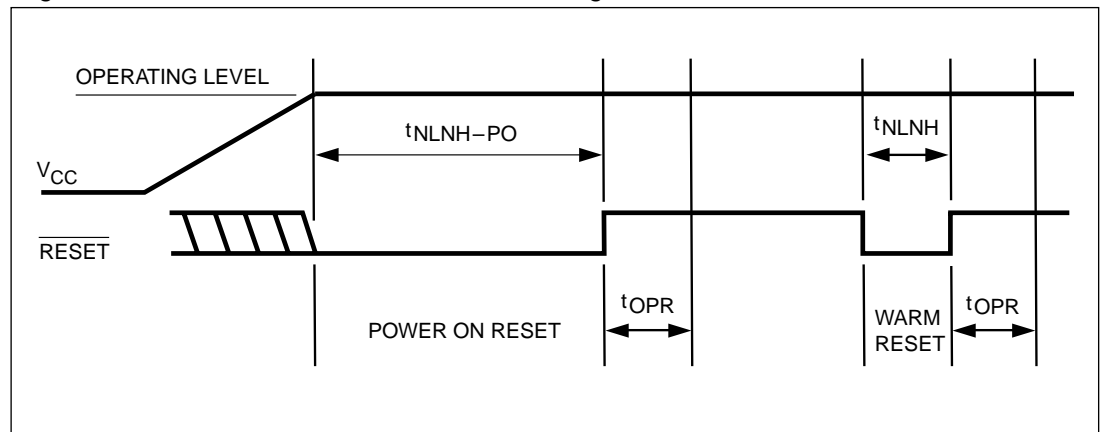 OPERATING LEVEL
tNLNH–PO
tNLNH
VCC
RESET
tOPR
tOPR
POWER ON RESET
WARM
RESET